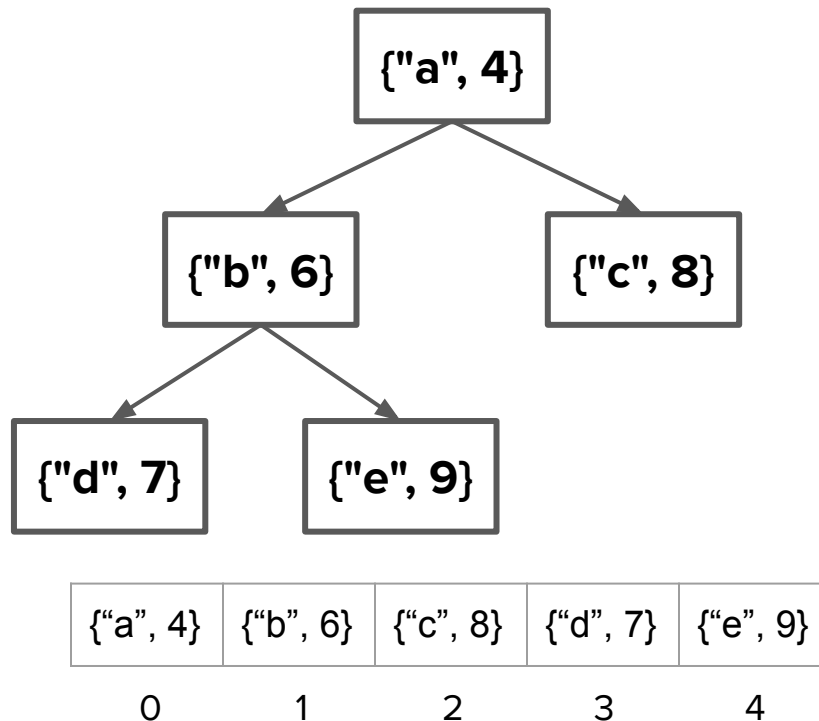 {"a", 4}
{"b", 6} {"c", 8}
{"d", 7} {"e", 9}
{“a”, 4} {“b”, 6} {“c”, 8} {“d”, 7} {“e”, 9}
0 1 2 3 4